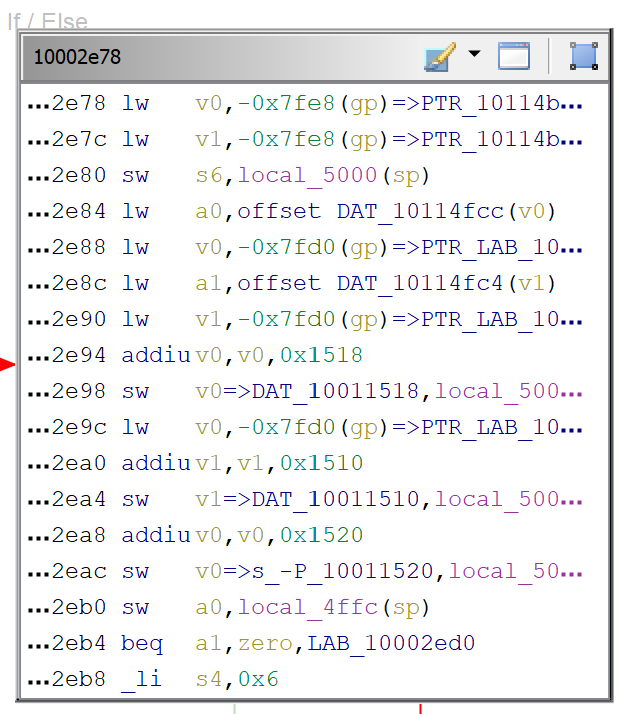 If / Else
10002e78
...2e78 lw v0,-0x7fe8(gp)=>PTR_10114b...
...2e7c lw v1,-0x7fe8(gp)=>PTR_10114b...
...2e80 sw s6,local_5000(sp)
...2e84 lw a0,offset DAT_10114fcc(v0)
...2e88 lw v0,-0x7fd0(gp)=>PTR_LAB_10...
...2e8c lw a1,offset DAT_10114fc4(v1)
...2e90 lw v1,-0x7fd0(gp)=>PTR_LAB_10...
...2e94 addiu v0,v0,0x1518
...2e98 sw v0=>DAT_10011518,local_500...
...2e9c lw v0,-0x7fd0(gp)=>PTR_LAB_10...
...2ea0 addiu v1,v1,0x1510
...2ea4 sw v1=>DAT_10011510,local_500...
...2ea8 addiu v0,v0,0x1520
...2eac sw v0=>s_-P_10011520,local_50...
...2eb0 sw a0,local_4ffc(sp)
...2eb4 beq a1,zero,LAB_10002ed0
...2eb8 _li s4,0x6